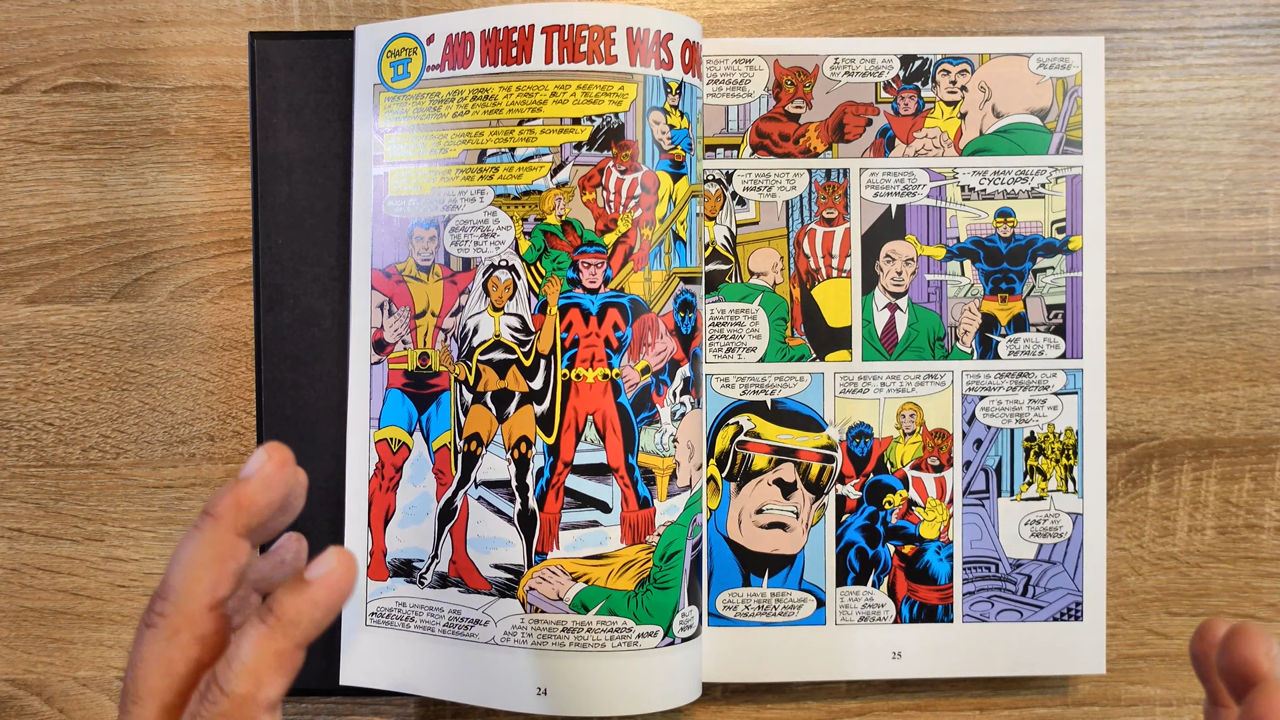 CHAPTER
II
"...AND WHEN THERE WAS ON
WESTCHESTER, NEW YORK: THE SCHOOL HAD SEEMED A
TOWER OF BABEL AT FIRST-- BUT A TELEPATHIC
COURSE IN THE ENGLISH LANGUAGE HAD CLOSED THE
GAP IN MERE MINUTES.
CHARLES XAVIER SITS, SOMBERLY
COLORFULLY-COSTUMED
THOUGHTS HE MIGHT
POINT ARE HIS ALONE
ALL MY LIFE,
AS THIS I
SEEN!
THE
COSTUME IS
BEAUTIFUL, AND
THE FIT--PER-
FECT! BUT HOW
DID YOU...?
THE UNIFORMS ARE
CONSTRUCTED FROM UNSTABLE
MOLECULES, WHICH ADJUST
THEMSELVES WHERE NECESSARY.
I OBTAINED THEM FROM A
MAN NAMED REED RICHARDS,
AND I'M CERTAIN YOU'LL LEARN MORE
OF HIM AND HIS FRIENDS LATER,
BUT
RIGHT
NOW--
24
RIGHT NOW
YOU WILL TELL
US WHY YOU
DRAGGED
US HERE,
PROFESSOR!
I, FOR ONE, AM
SWIFTLY LOSING
MY PATIENCE!
SUNFIRE,
PLEASE--
--IT WAS NOT MY
INTENTION TO
WASTE YOUR
TIME.
I'VE MERELY
AWAITED THE
ARRIVAL OF
ONE WHO CAN
EXPLAIN THE
SITUATION
FAR BETTER
THAN I.
MY FRIENDS,
ALLOW ME TO
PRESENT SCOTT
SUMMERS--
--THE MAN CALLED
CYCLOPS!
HE WILL FILL
YOU IN ON THE
DETAILS.
THE "DETAILS", PEOPLE,
ARE DEPRESSINGLY
SIMPLE!
YOU HAVE BEEN
CALLED HERE BECAUSE--
THE X-MEN HAVE
DISAPPEARED!
YOU SEVEN ARE OUR ONLY
HOPE OF... BUT I'M GETTING
AHEAD OF MYSELF.
COME ON.
I MAY AS
WELL SHOW
YOU WHERE IT
ALL BEGAN!
THIS IS CEREBRO, OUR
SPECIALLY-DESIGNED
MUTANT-DETECTOR!
IT'S THRU THIS
MECHANISM THAT WE
DISCOVERED ALL
OF YOU--
--AND
LOST MY
CLOSEST
FRIENDS!
25